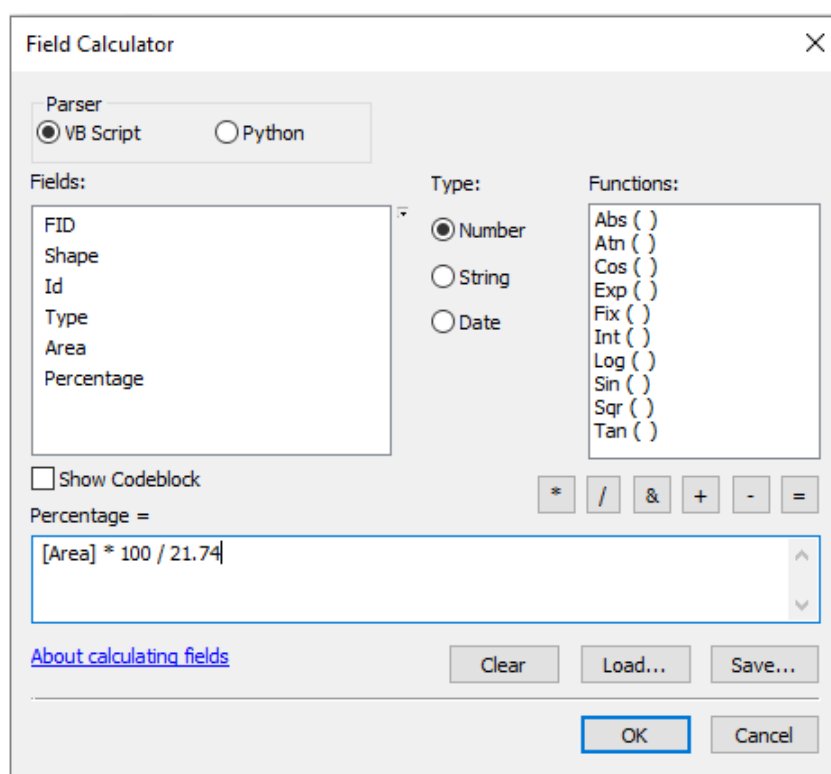 Field Calculator
Parser
VB Script
Python
Fields:
FID
Shape
Id
Type
Area
Percentage
Type:
Number
String
Date
Functions:
Abs ( )
Atn ( )
Cos ( )
Exp ( )
Fix ( )
Int ( )
Log ( )
Sin ( )
Sqr ( )
Tan ( )
Show Codeblock
* / & + - =
Percentage =
[Area] * 100 / 21.74
About calculating fields
Clear
Load...
Save...
OK
Cancel